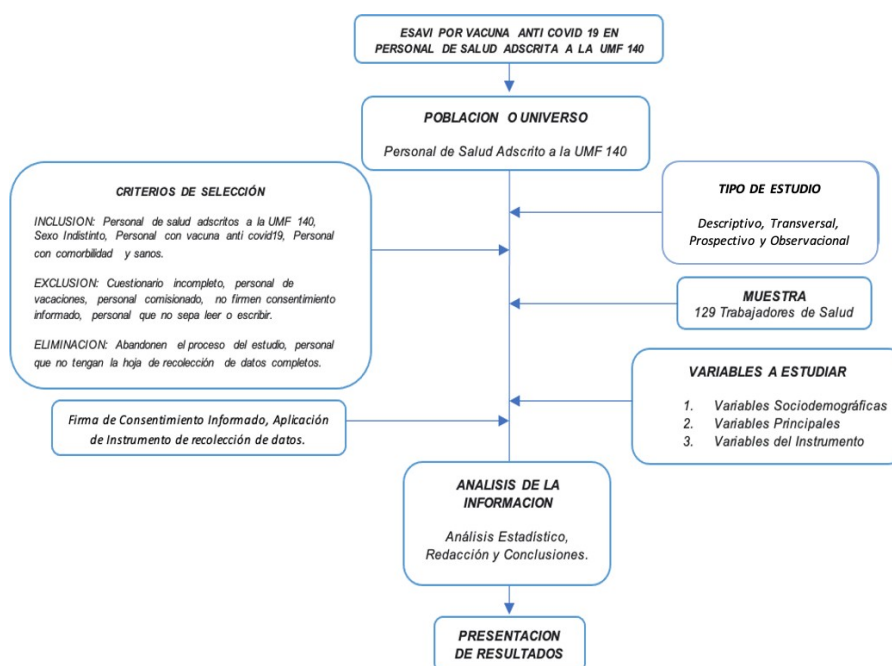 ESAVI POR VACUNA ANTI COVID 19 EN
PERSONAL DE SALUD ADSCRITA A LA UMF 140
POBLACION O UNIVERSO
Personal de Salud Adscrito a la UMF 140
CRITERIOS DE SELECCIÓN
INCLUSION: Personal de salud adscritos a la UMF 140,
Sexo Indistinto, Personal con vacuna anti covid19, Personal
con comorbilidad y sanos.
EXCLUSION: Cuestionario incompleto, personal de
vacaciones, personal comisionado, no firmen consentimiento
informado, personal que no sepa leer o escribir.
ELIMINACION: Abandonen el proceso del estudio, personal
que no tengan la hoja de recolección de datos completos.
TIPO DE ESTUDIO
Descriptivo, Transversal,
Prospectivo y Observacional
MUESTRA
129 Trabajadores de Salud
VARIABLES A ESTUDIAR
1. Variables Sociodemográficas
2. Variables Principales
3. Variables del Instrumento
Firma de Consentimiento Informado, Aplicación
de Instrumento de recolección de datos.
ANALISIS DE LA
INFORMACION
Análisis Estadístico,
Redacción y Conclusiones.
PRESENTACION
DE RESULTADOS